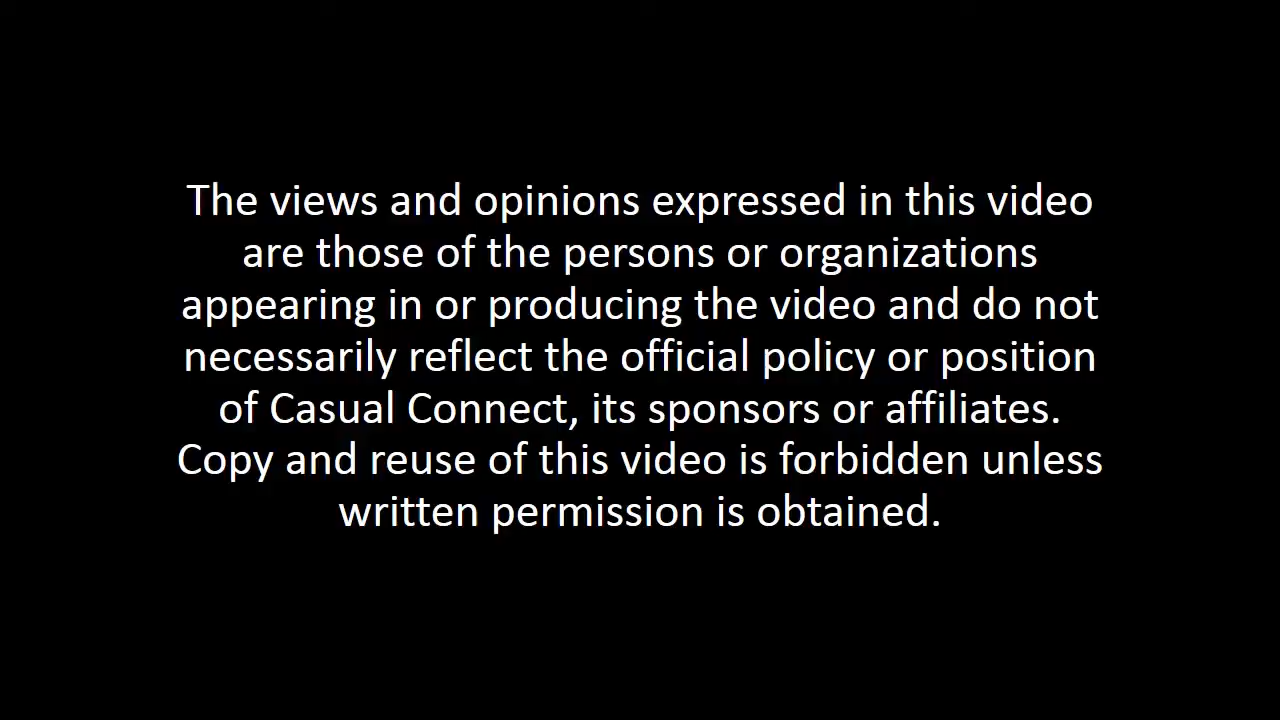 The views and opinions expressed in this video
are those of the persons or organizations
appearing in or producing the video and do not
necessarily reflect the official policy or position
of Casual Connect, its sponsors or affiliates.
Copy and reuse of this video is forbidden unless
written permission is obtained.